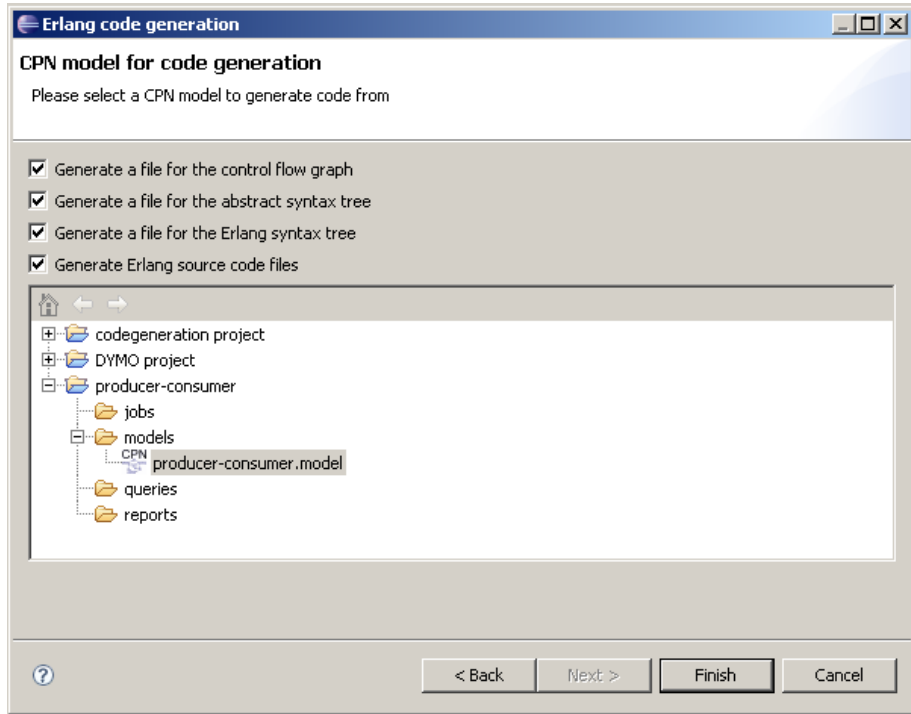 Erlang code generation
CPN model for code generation
Please select a CPN model to generate code from
Generate a file for the control flow graph
Generate a file for the abstract syntax tree
Generate a file for the Erlang syntax tree
Generate Erlang source code files
codegeneration project
DYMO project
producer-consumer
jobs
models
CPN producer-consumer.model
queries
reports
? < Back Next > Finish Cancel